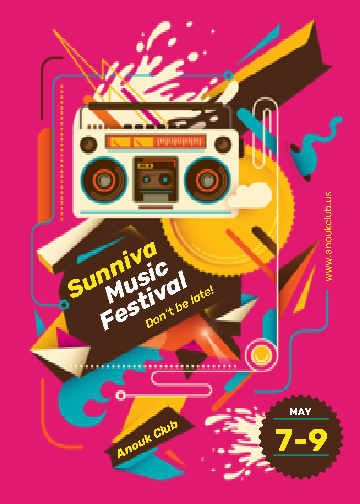 Sunniva
Music
Festival
Don't be late!
www.anoukclub.us
Anouk Club
MAY
7-9